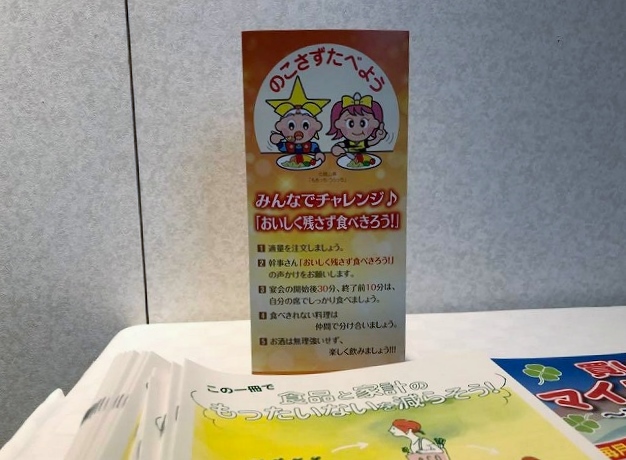 のこさずたべよう
みんなでチャレンジ♪
「おいしく残さず食べきろう!」
1 適量を注文しましょう。
2 幹事さん「おいしく残さず食べきろう!」
の声かけをお願いします。
3 宴会の開始後30分、終了前10分は、
自分の席でしっかり食べましょう。
4 食べきれない料理は
仲間で分け合いましょう。
5 お酒は無理強いせず、
楽しく飲みましょう!!!
この一冊で
食品と家計の
もったいないを減らそう!
マイ